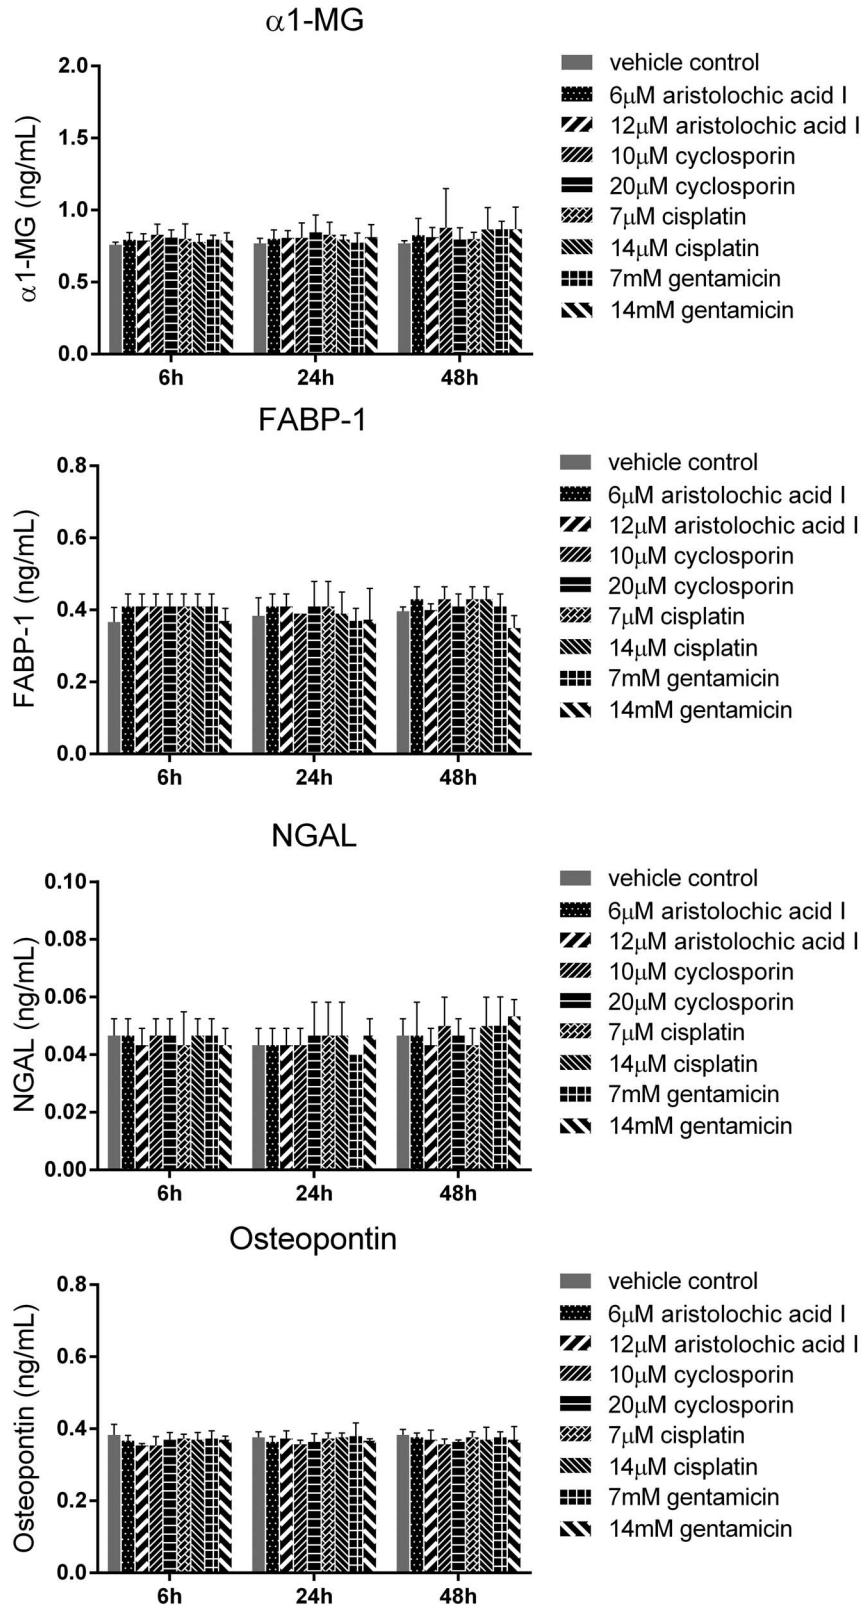 α1-MG
α1-MG (ng/mL)
2.0
1.5
1.0
0.5
0.0
6h 24h 48h
vehicle control
6μM aristolochic acid I
12μM aristolochic acid I
10μM cyclosporin
20μM cyclosporin
7μM cisplatin
14μM cisplatin
7mM gentamicin
14mM gentamicin
FABP-1
FABP-1 (ng/mL)
0.8
0.6
0.4
0.2
0.0
6h 24h 48h
vehicle control
6μM aristolochic acid I
12μM aristolochic acid I
10μM cyclosporin
20μM cyclosporin
7μM cisplatin
14μM cisplatin
7mM gentamicin
14mM gentamicin
NGAL
NGAL (ng/mL)
0.10
0.08
0.06
0.04
0.02
0.00
6h 24h 48h
vehicle control
6μM aristolochic acid I
12μM aristolochic acid I
10μM cyclosporin
20μM cyclosporin
7μM cisplatin
14μM cisplatin
7mM gentamicin
14mM gentamicin
Osteopontin
Osteopontin (ng/mL)
0.8
0.6
0.4
0.2
0.0
6h 24h 48h
vehicle control
6μM aristolochic acid I
12μM aristolochic acid I
10μM cyclosporin
20μM cyclosporin
7μM cisplatin
14μM cisplatin
7mM gentamicin
14mM gentamicin